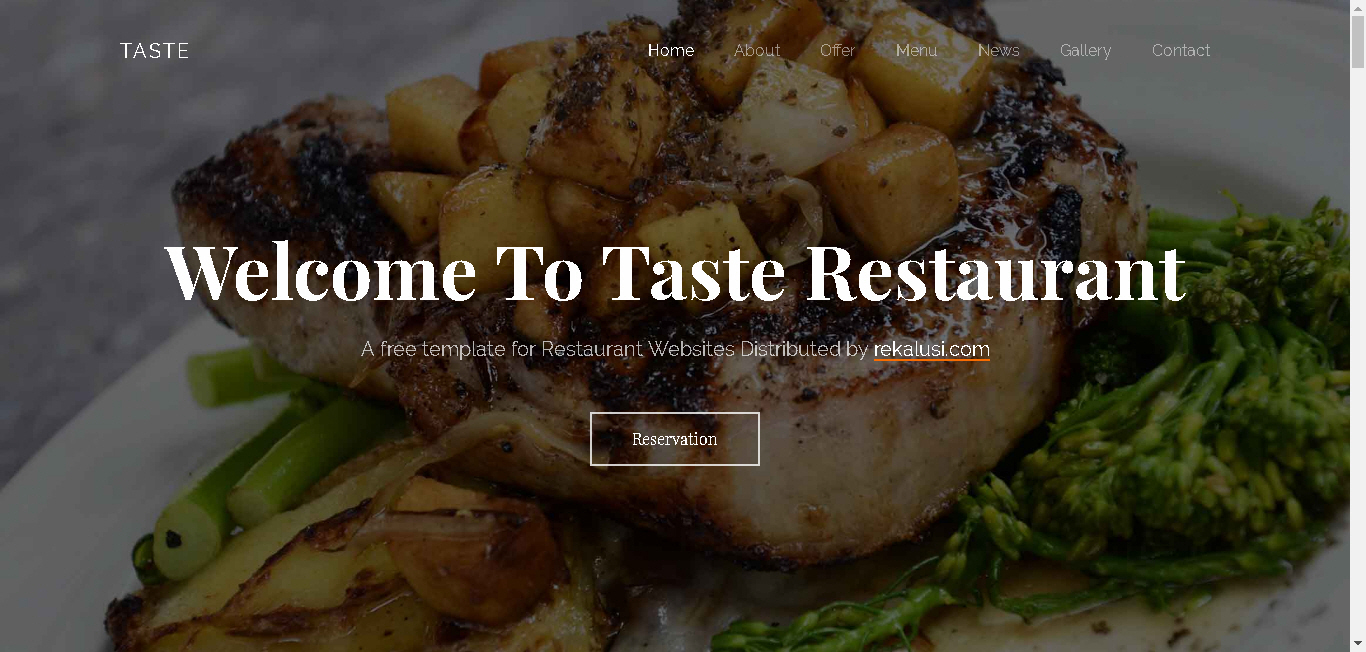 TASTE Home About Offer Menu News Gallery Contact
Welcome To Taste Restaurant
A free template for Restaurant Websites Distributed by rekalusi.com
Reservation